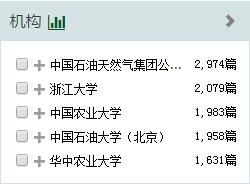 机构
中国石油天然气集团公... 2,974篇
浙江大学 2,079篇
中国农业大学 1,983篇
中国石油大学（北京） 1,958篇
华中农业大学 1,631篇